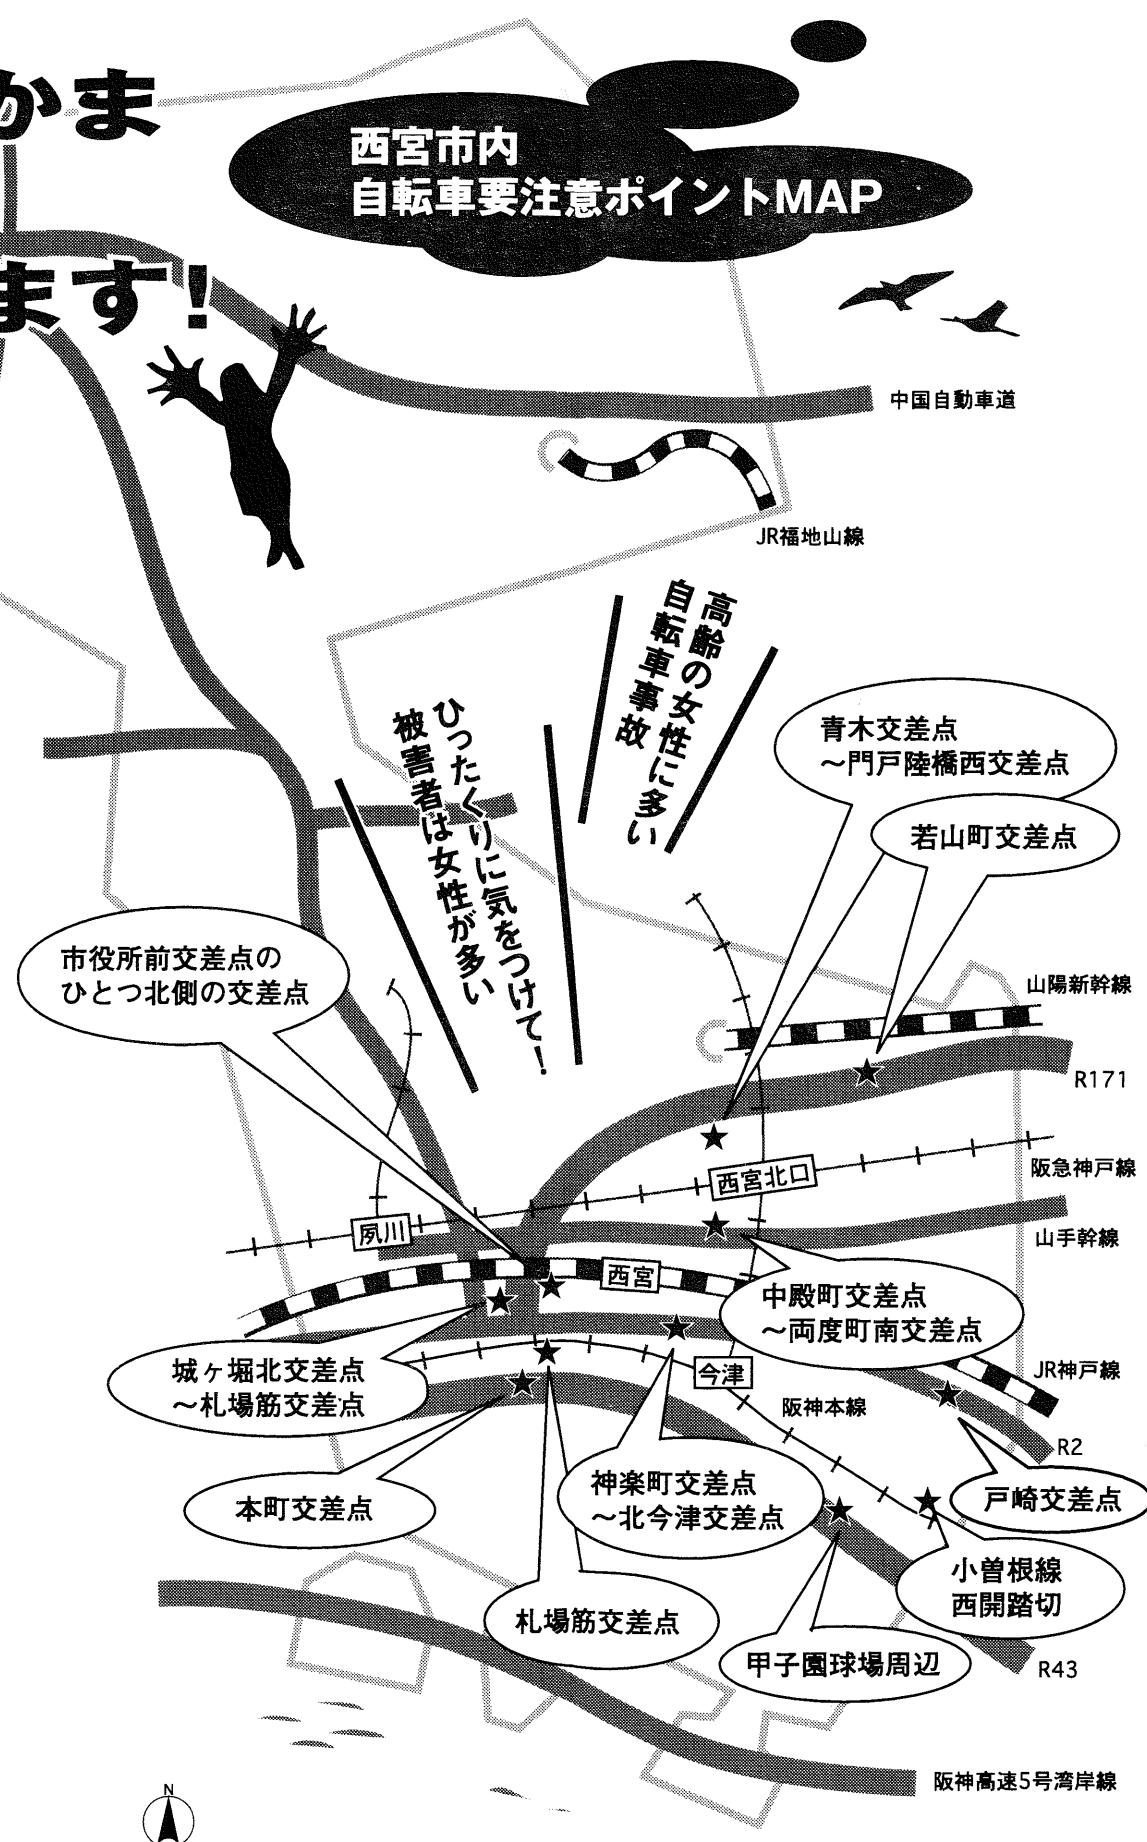 かま
ます!
西宮市内
自転車要注意ポイントMAP
中国自動車道
JR福地山線
高齢の女性に多い
自転車事故
ひったくりに気をつけて!
被害者は女性が多い
青木交差点
~門戸陸橋西交差点
若山町交差点
市役所前交差点の
ひとつ北側の交差点
山陽新幹線
R171
阪急神戸線
西宮北口
夙川
山手幹線
西宮
中殿町交差点
~両度町南交差点
城ヶ堀北交差点
~札場筋交差点
今津
JR神戸線
阪神本線
R2
本町交差点
神楽町交差点
~北今津交差点
戸崎交差点
小曽根線
西開踏切
札場筋交差点
甲子園球場周辺
R43
阪神高速5号湾岸線
N